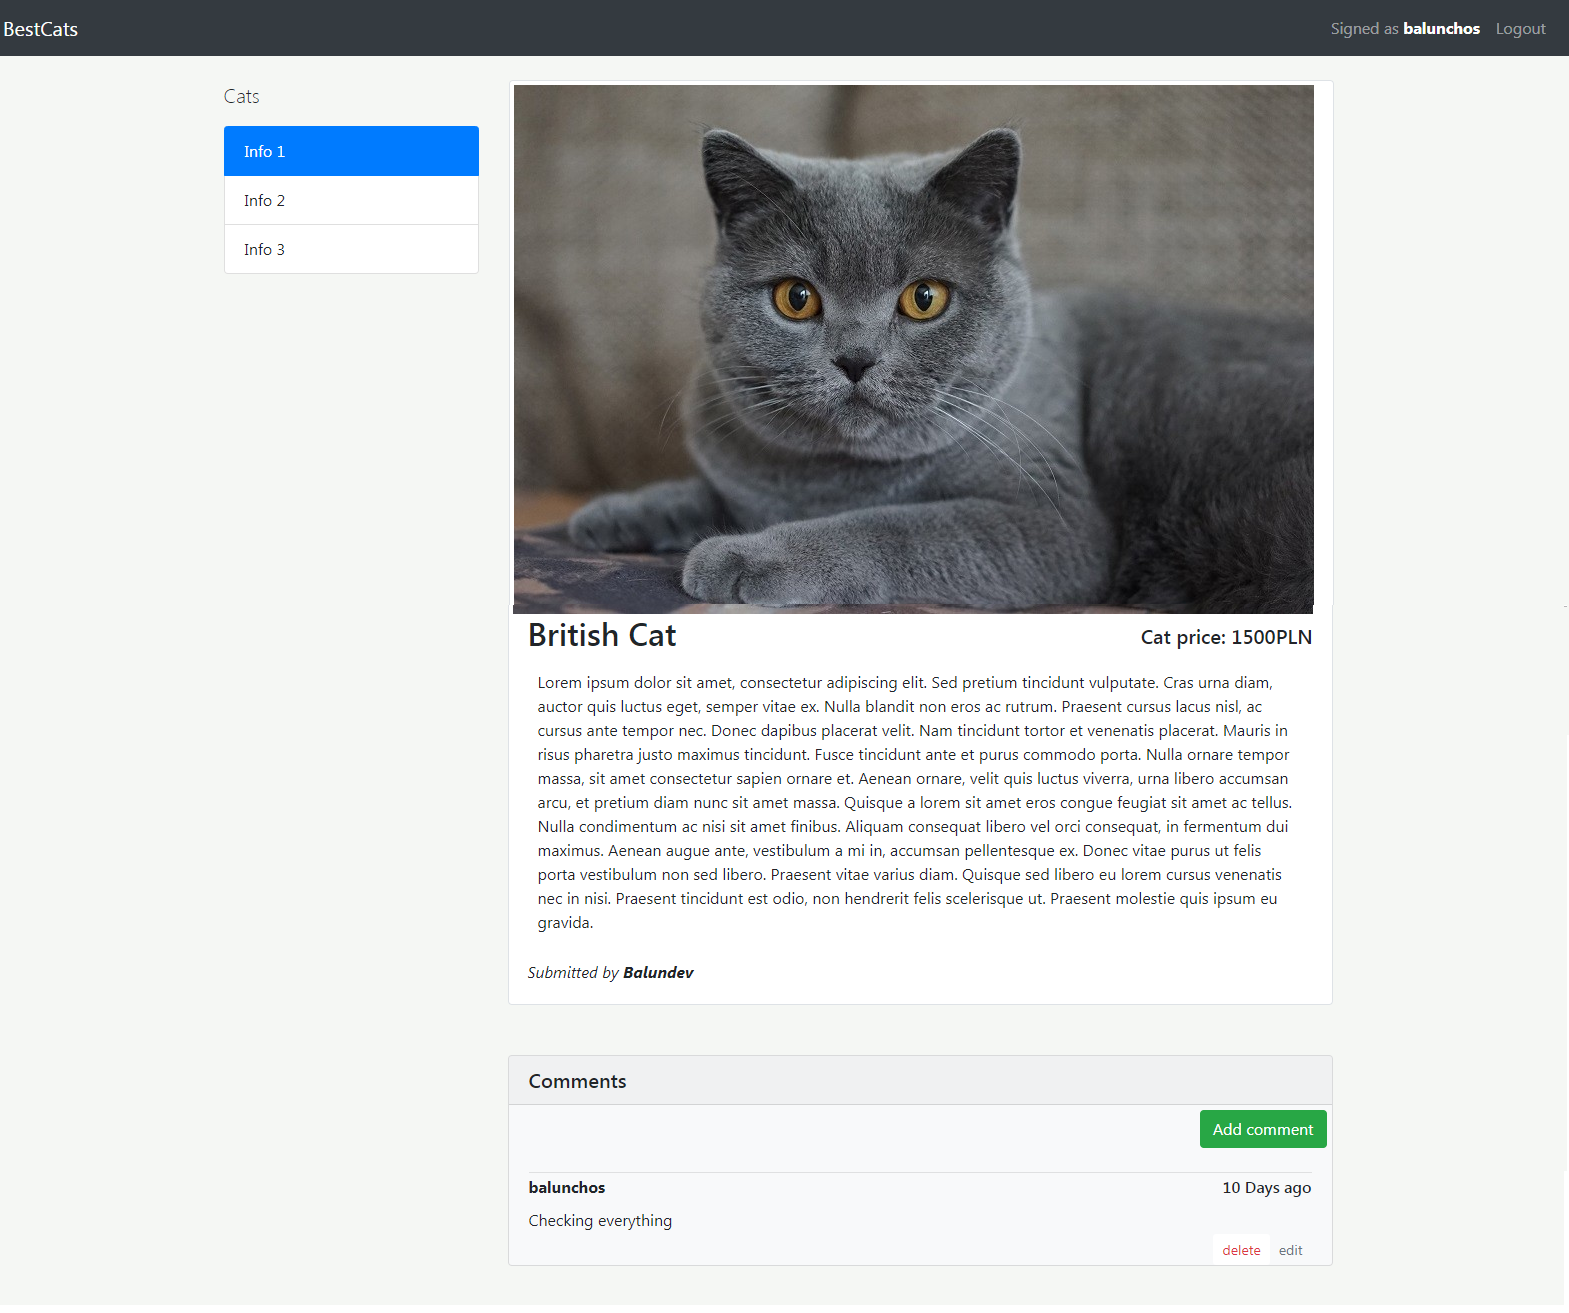 BestCats
Signed as balunchos Logout
Cats
Info 1
Info 2
Info 3
British Cat
Cat price: 1500PLN
Lorem ipsum dolor sit amet, consectetur adipiscing elit. Sed pretium tincidunt vulputate. Cras urna diam,
auctor quis luctus eget, semper vitae ex. Nulla blandit non eros ac rutrum. Praesent cursus lacus nisl, ac
cursus ante tempor nec. Donec dapibus placerat velit. Nam tincidunt tortor et venenatis placerat. Mauris in
risus pharetra justo maximus tincidunt. Fusce tincidunt ante et purus commodo porta. Nulla ornare tempor
massa, sit amet consectetur sapien ornare et. Aenean ornare, velit quis luctus viverra, urna libero accumsan
arcu, et pretium diam nunc sit amet massa. Quisque a lorem sit amet eros congue feugiat sit amet ac tellus.
Nulla condimentum ac nisi sit amet finibus. Aliquam consequat libero vel orci consequat, in fermentum dui
maximus. Aenean augue ante, vestibulum a mi in, accumsan pellentesque ex. Donec vitae purus ut felis
porta vestibulum non sed libero. Praesent vitae varius diam. Quisque sed libero eu lorem cursus venenatis
nec in nisi. Praesent tincidunt est odio, non hendrerit felis scelerisque ut. Praesent molestie quis ipsum eu
gravida.
Submitted by Balundev
Comments
Add comment
balunchos
10 Days ago
Checking everything
delete edit